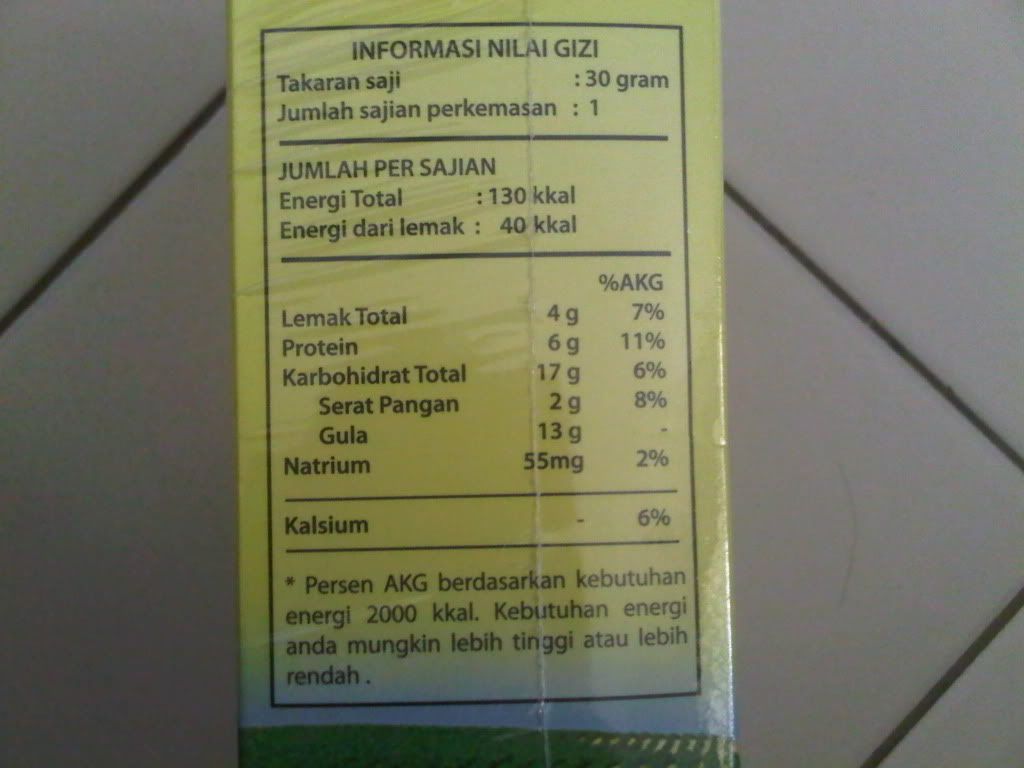 INFORMASI NILAI GIZI
Takaran saji : 30 gram
Jumlah sajian perkemasan : 1
JUMLAH PER SAJIAN
Energi Total : 130 kkal
Energi dari lemak : 40 kkal
%AKG
Lemak Total 4 g 7%
Protein 6 g 11%
Karbohidrat Total 17 g 6%
Serat Pangan 2 g 8%
Gula 13 g -
Natrium 55mg 2%
Kalsium - 6%
* Persen AKG berdasarkan kebutuhan
energi 2000 kkal. Kebutuhan energi
anda mungkin lebih tinggi atau lebih
rendah .